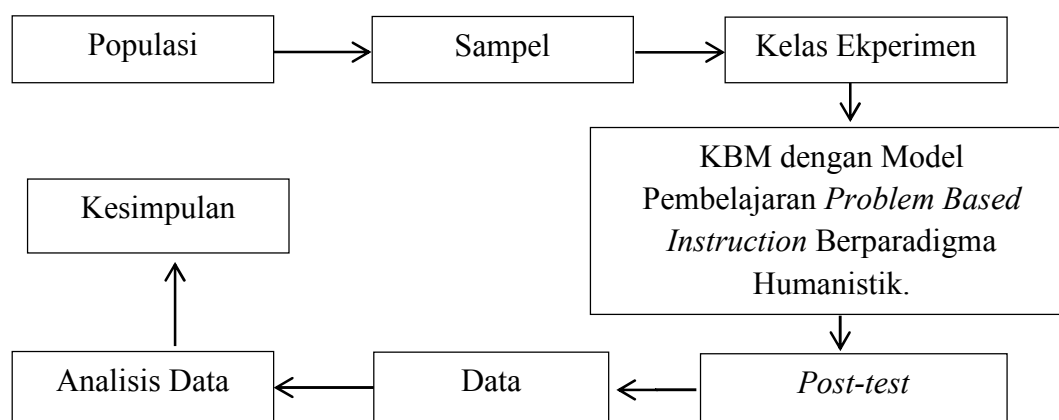 Populasi
Sampel
Kelas Ekperimen
KBM dengan Model
Pembelajaran Problem Based
Instruction Berparadigma
Humanistik.
Kesimpulan
Analisis Data
Data
Post-test